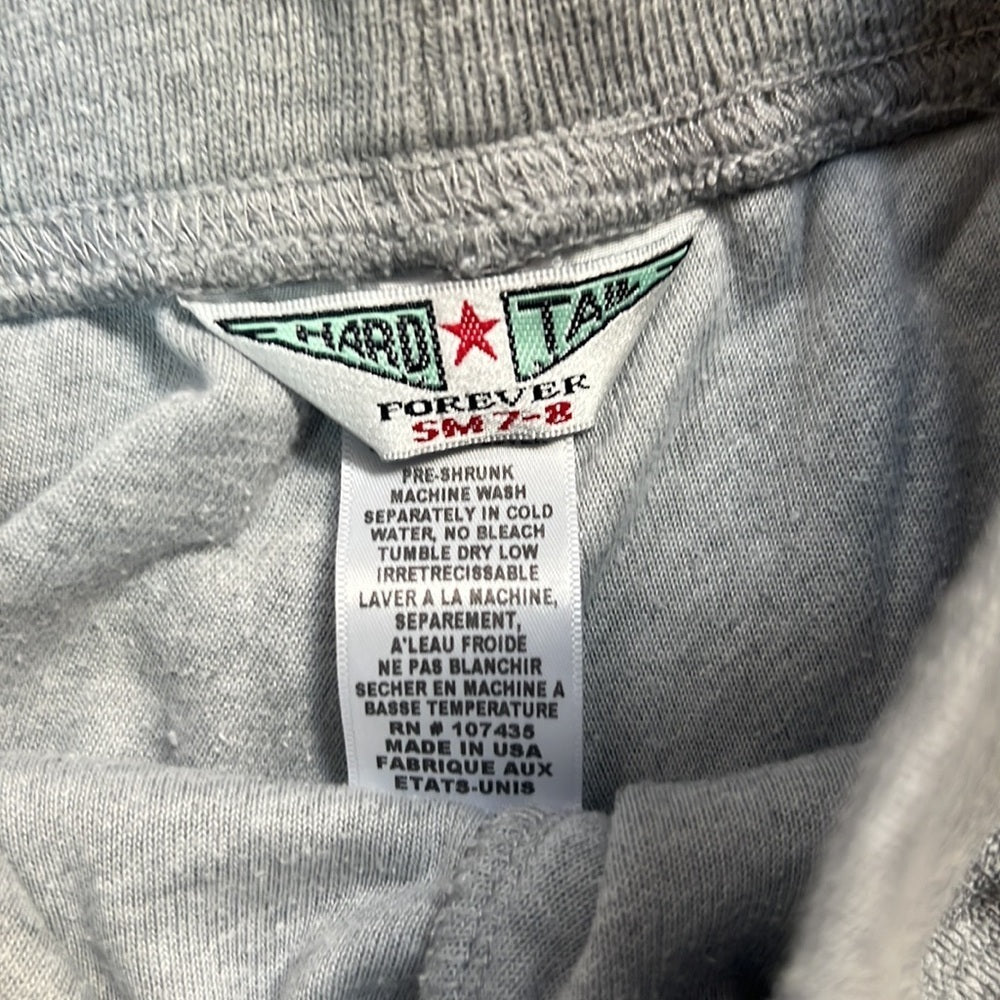 HARD ★ TAIL
FOREVER
SM 7-8
PRE-SHRUNK
MACHINE WASH
SEPARATELY IN COLD
WATER, NO BLEACH
TUMBLE DRY LOW
IRRETRECISSABLE
LAVER A LA MACHINE,
SEPAREMENT,
A'LEAU FROIDE
NE PAS BLANCHIR
SECHER EN MACHINE A
BASSE TEMPERATURE
RN # 107435
MADE IN USA
FABRIQUE AUX
ETATS-UNIS